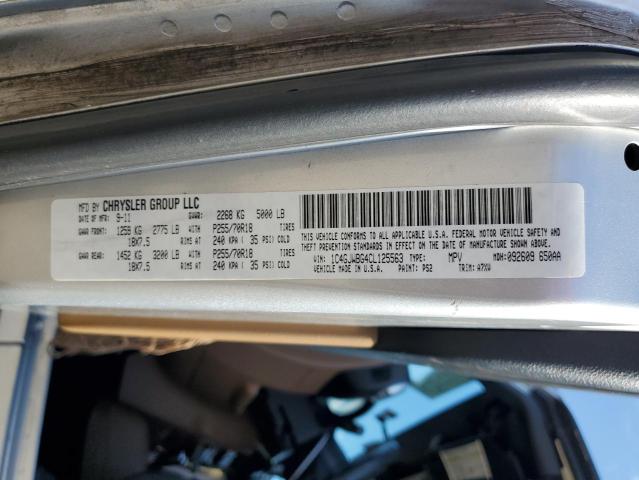 MFD BY CHRYSLER GROUP LLC
DATE OF MFR: 9-11 GVWR: 2268 KG 5000 LB
GAWR FRONT: 1259 KG 2775 LB WITH P255/70R18 TIRES
18X7.5 RIMS AT 240 KPA ( 35 PSI) COLD
GAWR REAR: 1452 KG 3200 LB WITH P255/70R18 TIRES
18X7.5 RIMS AT 240 KPA ( 35 PSI) COLD
THIS VEHICLE CONFORMS TO ALL APPLICABLE U.S.A. FEDERAL MOTOR VEHICLE SAFETY,
BUMPER, AND THEFT PREVENTION STANDARDS IN EFFECT ON THE DATE
OF MANUFACTURE SHOWN ABOVE.
VIN: 1C4GJWBG4CL125563 TYPE: MPV MDH: 092609 650AA
VEHICLE MADE IN U.S.A. PAINT: PS2 TRIM: A7XW